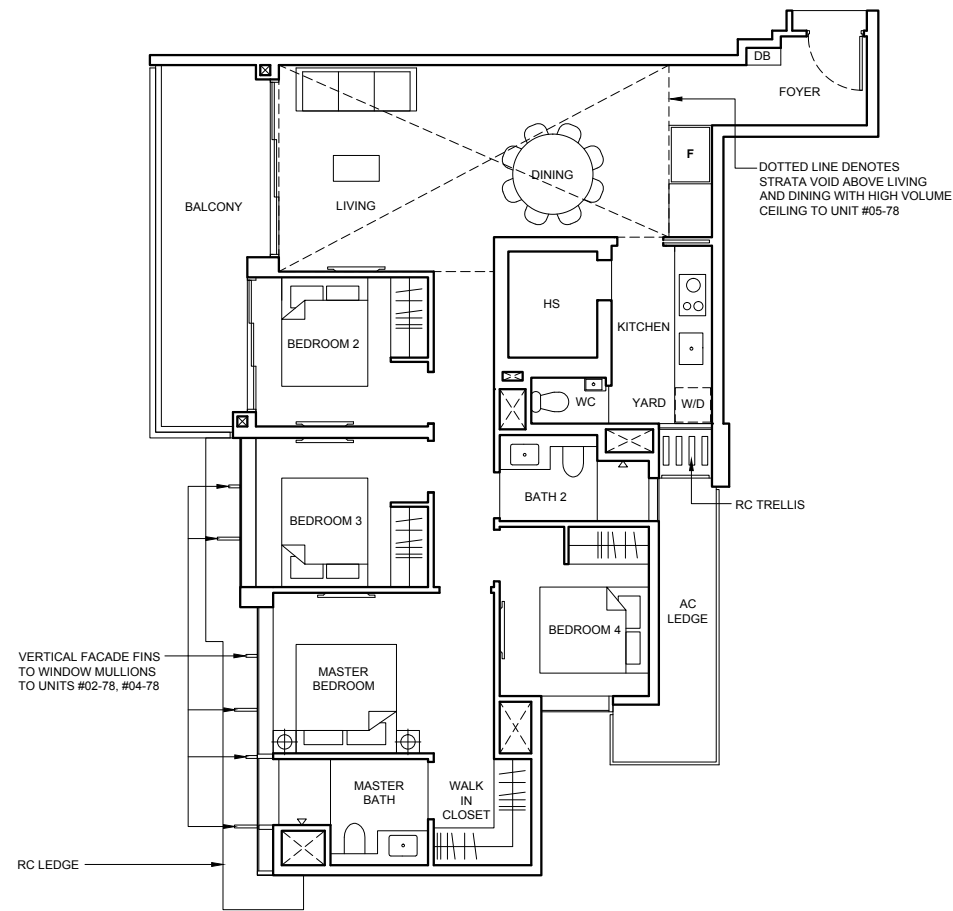 DB
FOYER
F
DOTTED LINE DENOTES
STRATA VOID ABOVE LIVING
AND DINING WITH HIGH VOLUME
CEILING TO UNIT #05-78
DINING
BALCONY
LIVING
HS
KITCHEN
BEDROOM 2
WC
YARD
W/D
BATH 2
RC TRELLIS
BEDROOM 3
AC
LEDGE
BEDROOM 4
VERTICAL FACADE FINS
TO WINDOW MULLIONS
TO UNITS #02-78, #04-78
MASTER
BEDROOM
X
MASTER
BATH
WALK
IN
CLOSET
RC LEDGE